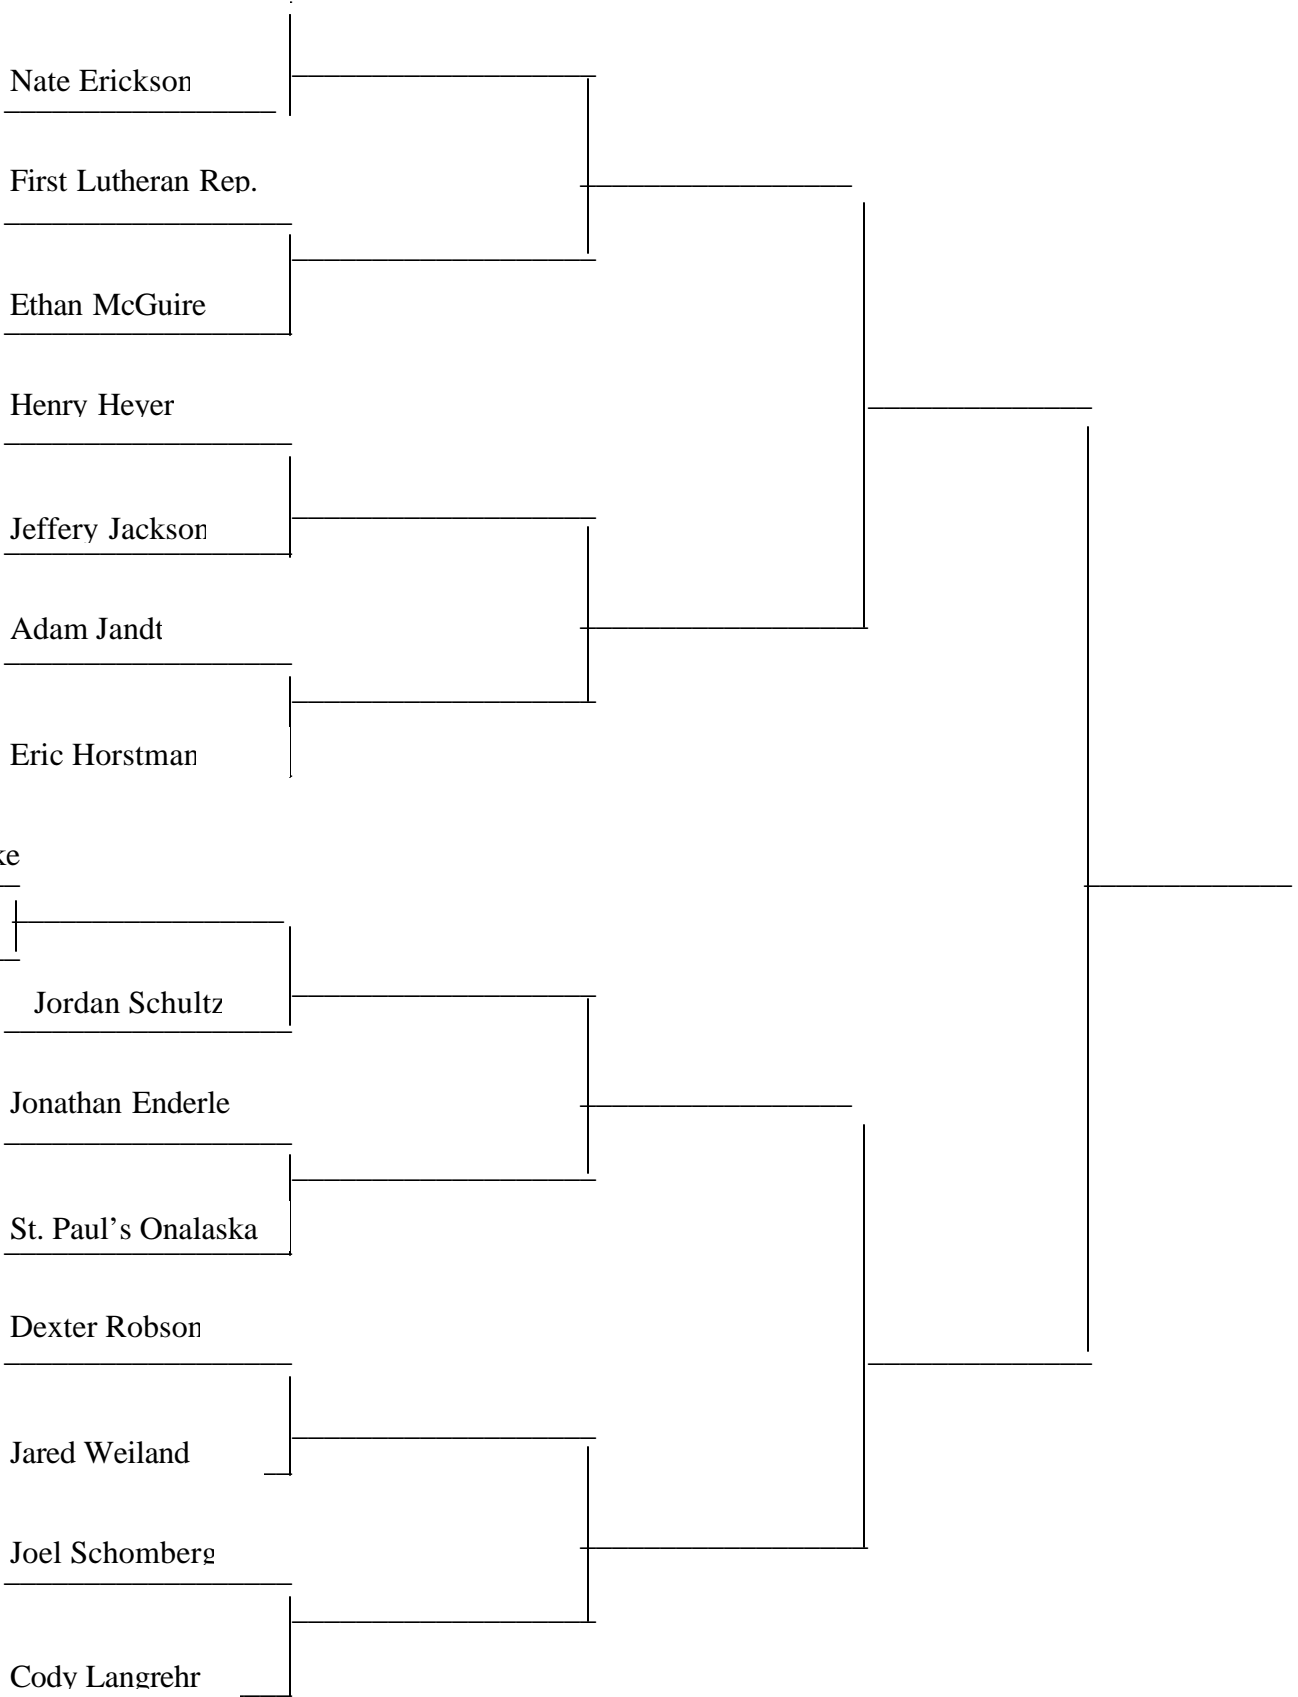 Nate Erickson
First Lutheran Rep.
Ethan McGuire
Henry Heyer
Jeffery Jackson
Adam Jandt
Eric Horstman
ke
Jordan Schultz
Jonathan Enderle
St. Paul’s Onalaska
Dexter Robson
Jared Weiland
Joel Schomberg
Cody Langrehr